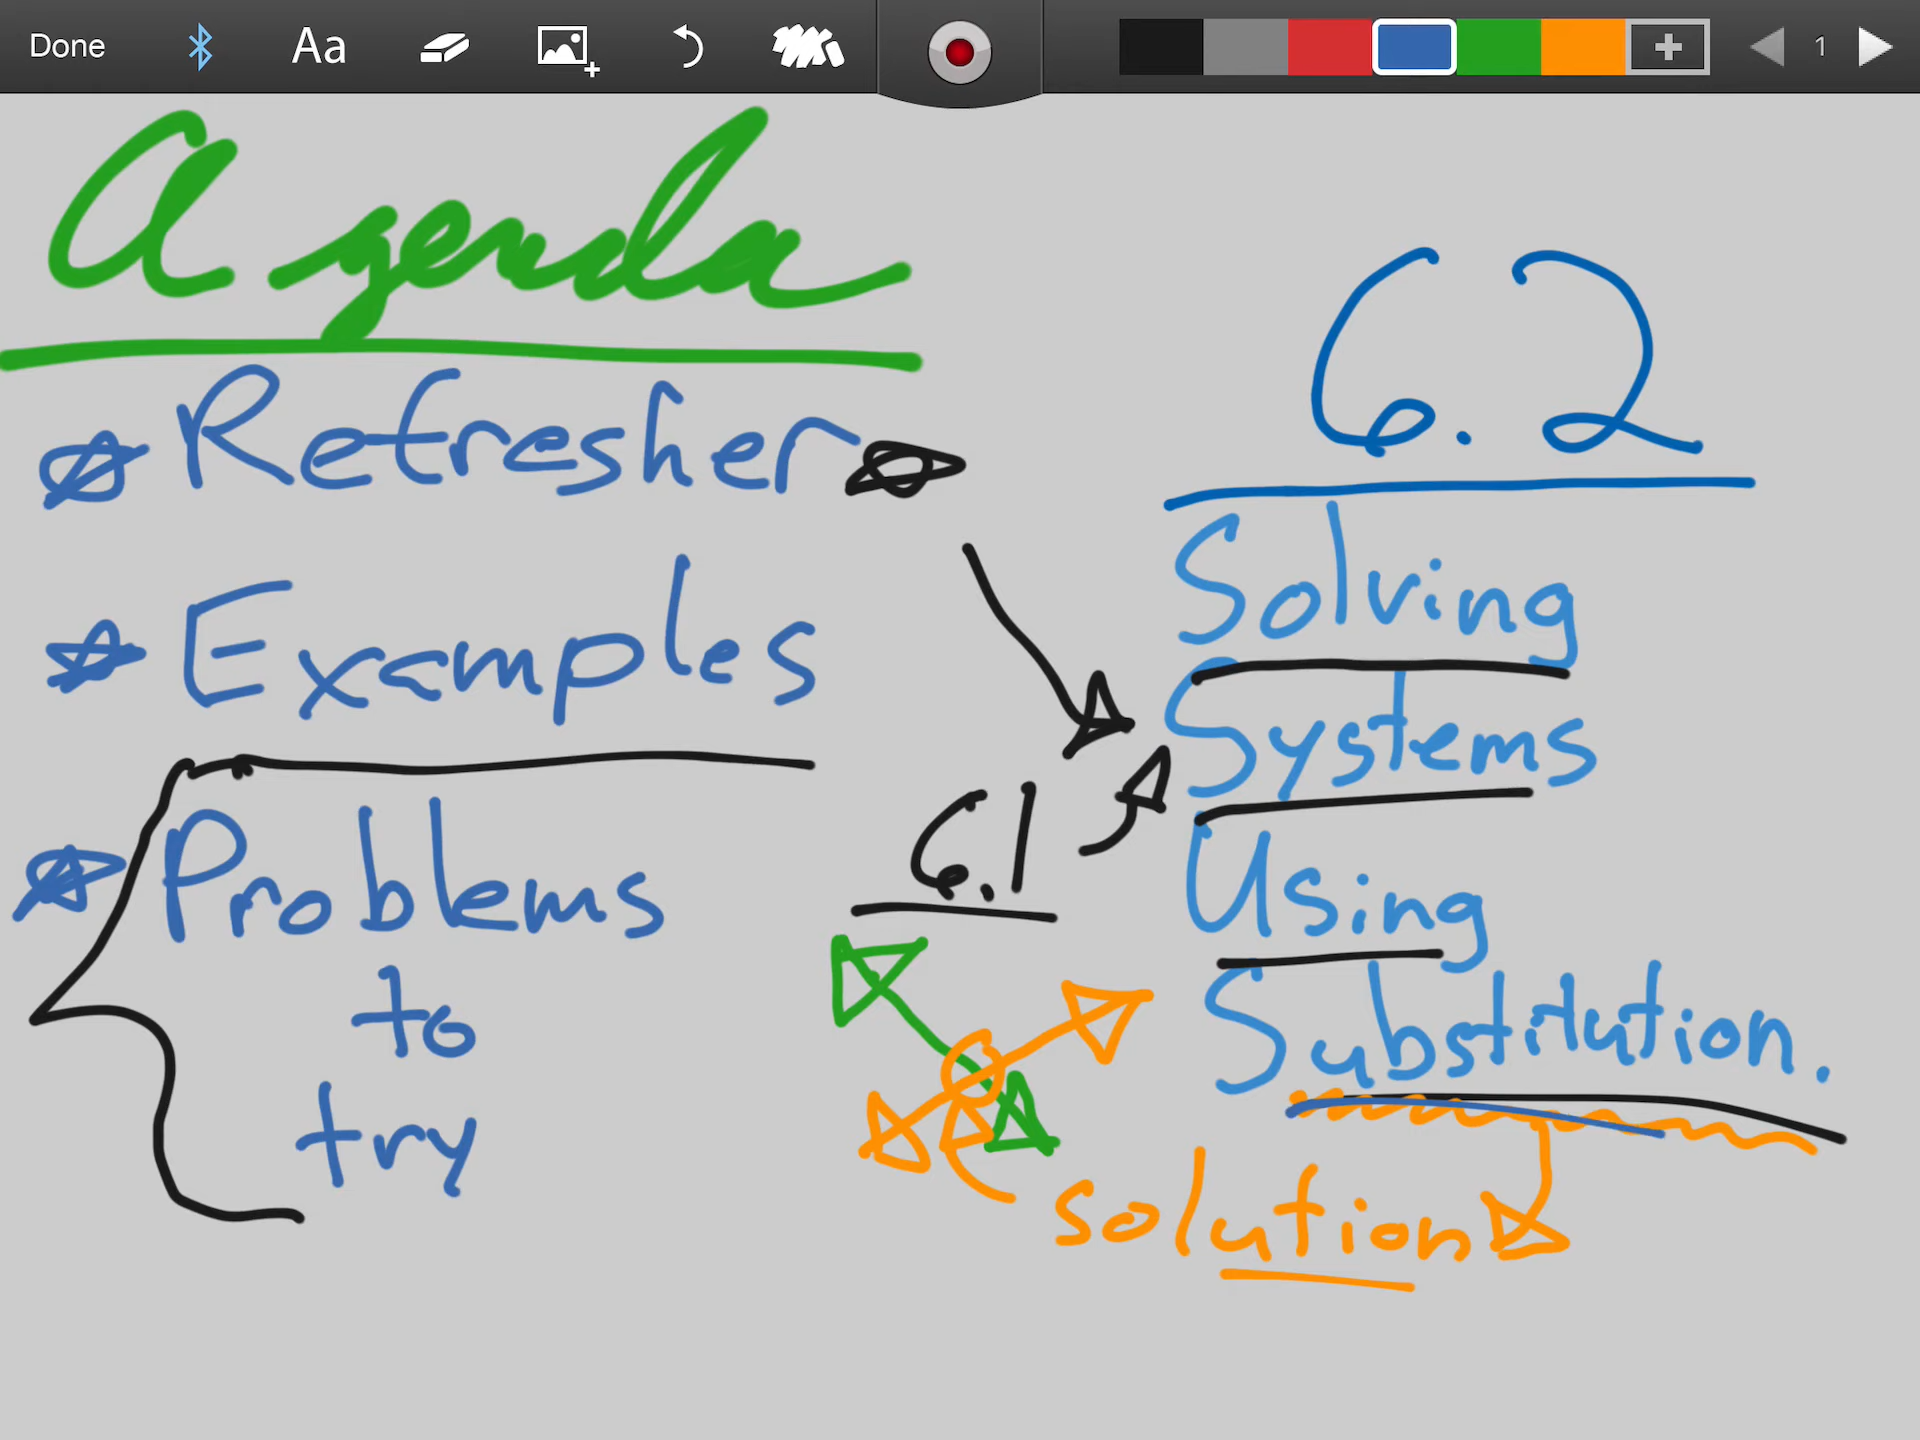 Done
Aa
1
Agenda
Refresher
Examples
Problems
to
try
6.2
Solving
Systems
Using
Substitution.
6.1
solution